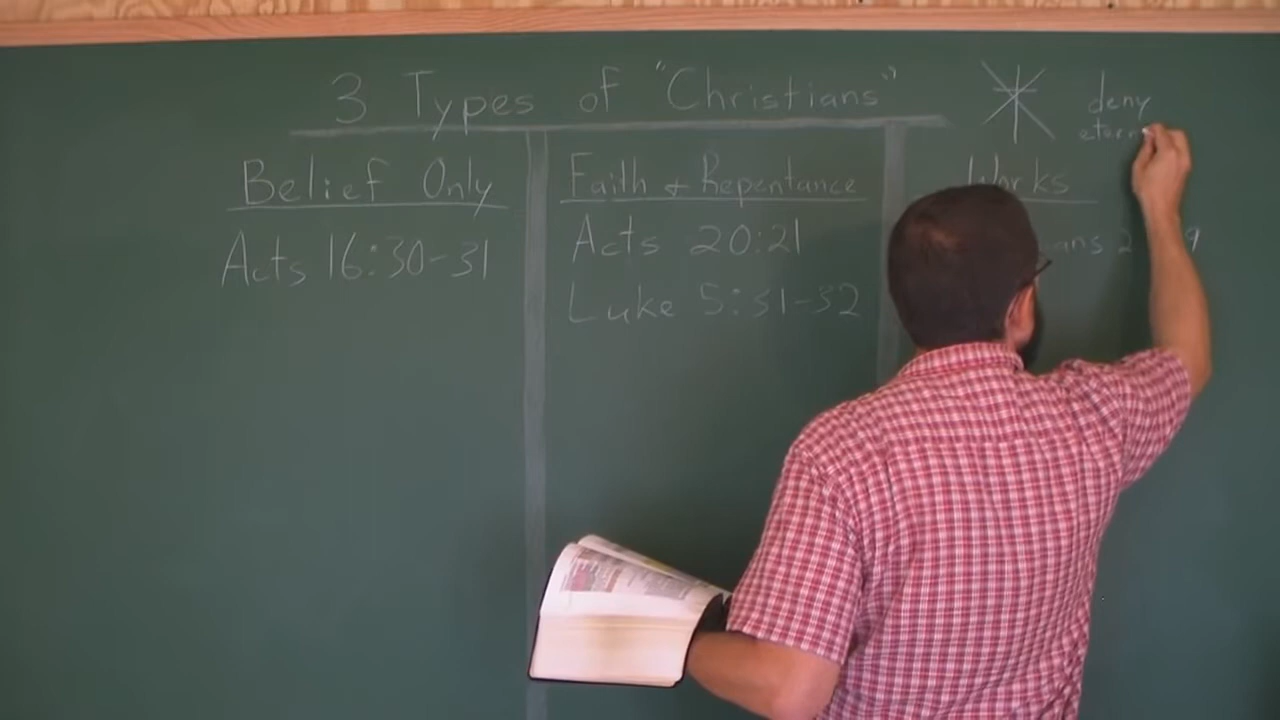 3 Types of "Christians"
deny
Belief Only
Faith & Repentance
Works
Acts 16:30-31
Acts 20:21
Luke 5:31-32